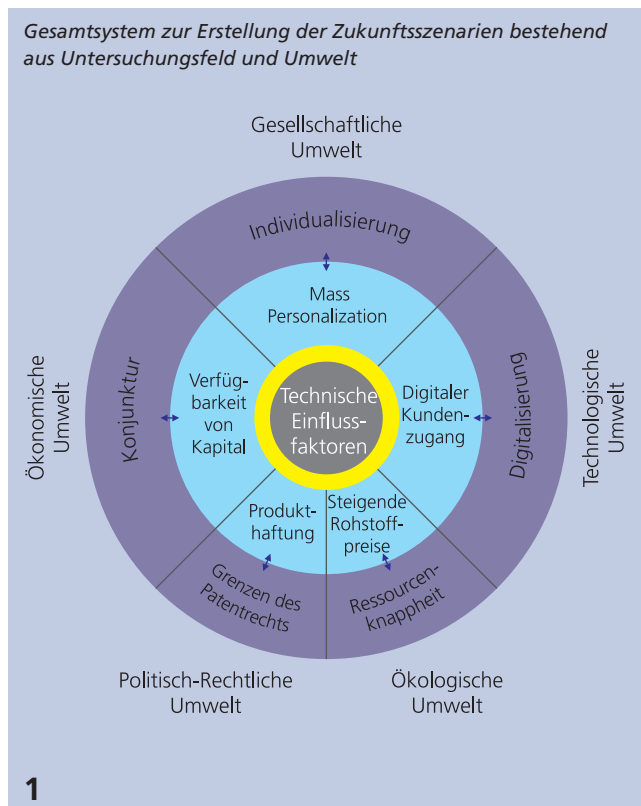 Gesamtsystem zur Erstellung der Zukunftsszenarien bestehend
aus Untersuchungsfeld und Umwelt
Gesellschaftliche
Umwelt
Individualisierung
Mass
Personalization
Ökonomische
Umwelt
Konjunktur
Verfüg-
barkeit
von
Kapital
Technische
Einfluss-
faktoren
Digitaler
Kunden-
zugang
Digitalisierung
Technologische
Umwelt
Produkt-
haftung
Steigende
Rohstoff-
preise
Grenzen des
Patentrechts
Ressourcen-
knappheit
Politisch-Rechtliche
Umwelt
Ökologische
Umwelt
1